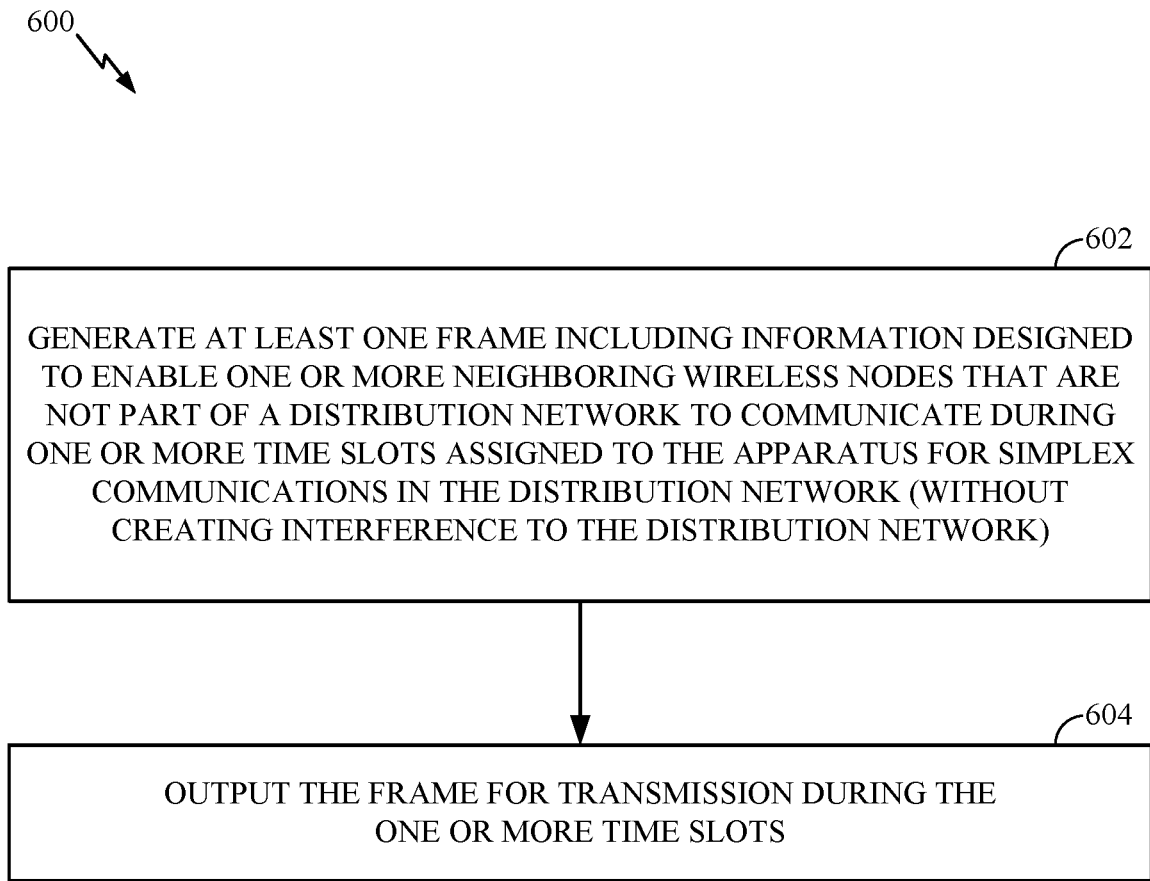 600
602
GENERATE AT LEAST ONE FRAME INCLUDING INFORMATION DESIGNED
TO ENABLE ONE OR MORE NEIGHBORING WIRELESS NODES THAT ARE
NOT PART OF A DISTRIBUTION NETWORK TO COMMUNICATE DURING
ONE OR MORE TIME SLOTS ASSIGNED TO THE APPARATUS FOR SIMPLEX
COMMUNICATIONS IN THE DISTRIBUTION NETWORK (WITHOUT
CREATING INTERFERENCE TO THE DISTRIBUTION NETWORK)
604
OUTPUT THE FRAME FOR TRANSMISSION DURING THE
ONE OR MORE TIME SLOTS